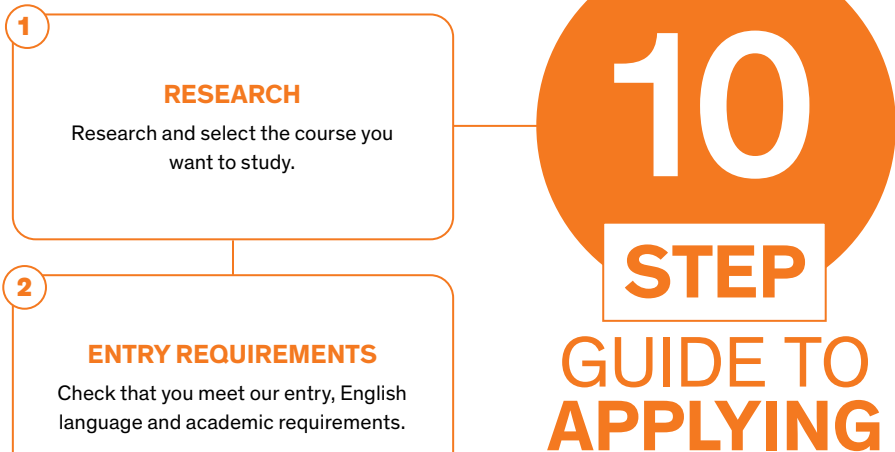 1
RESEARCH
Research and select the course you
want to study.
2
ENTRY REQUIREMENTS
Check that you meet our entry, English
language and academic requirements.
10
STEP
GUIDE TO
APPLYING